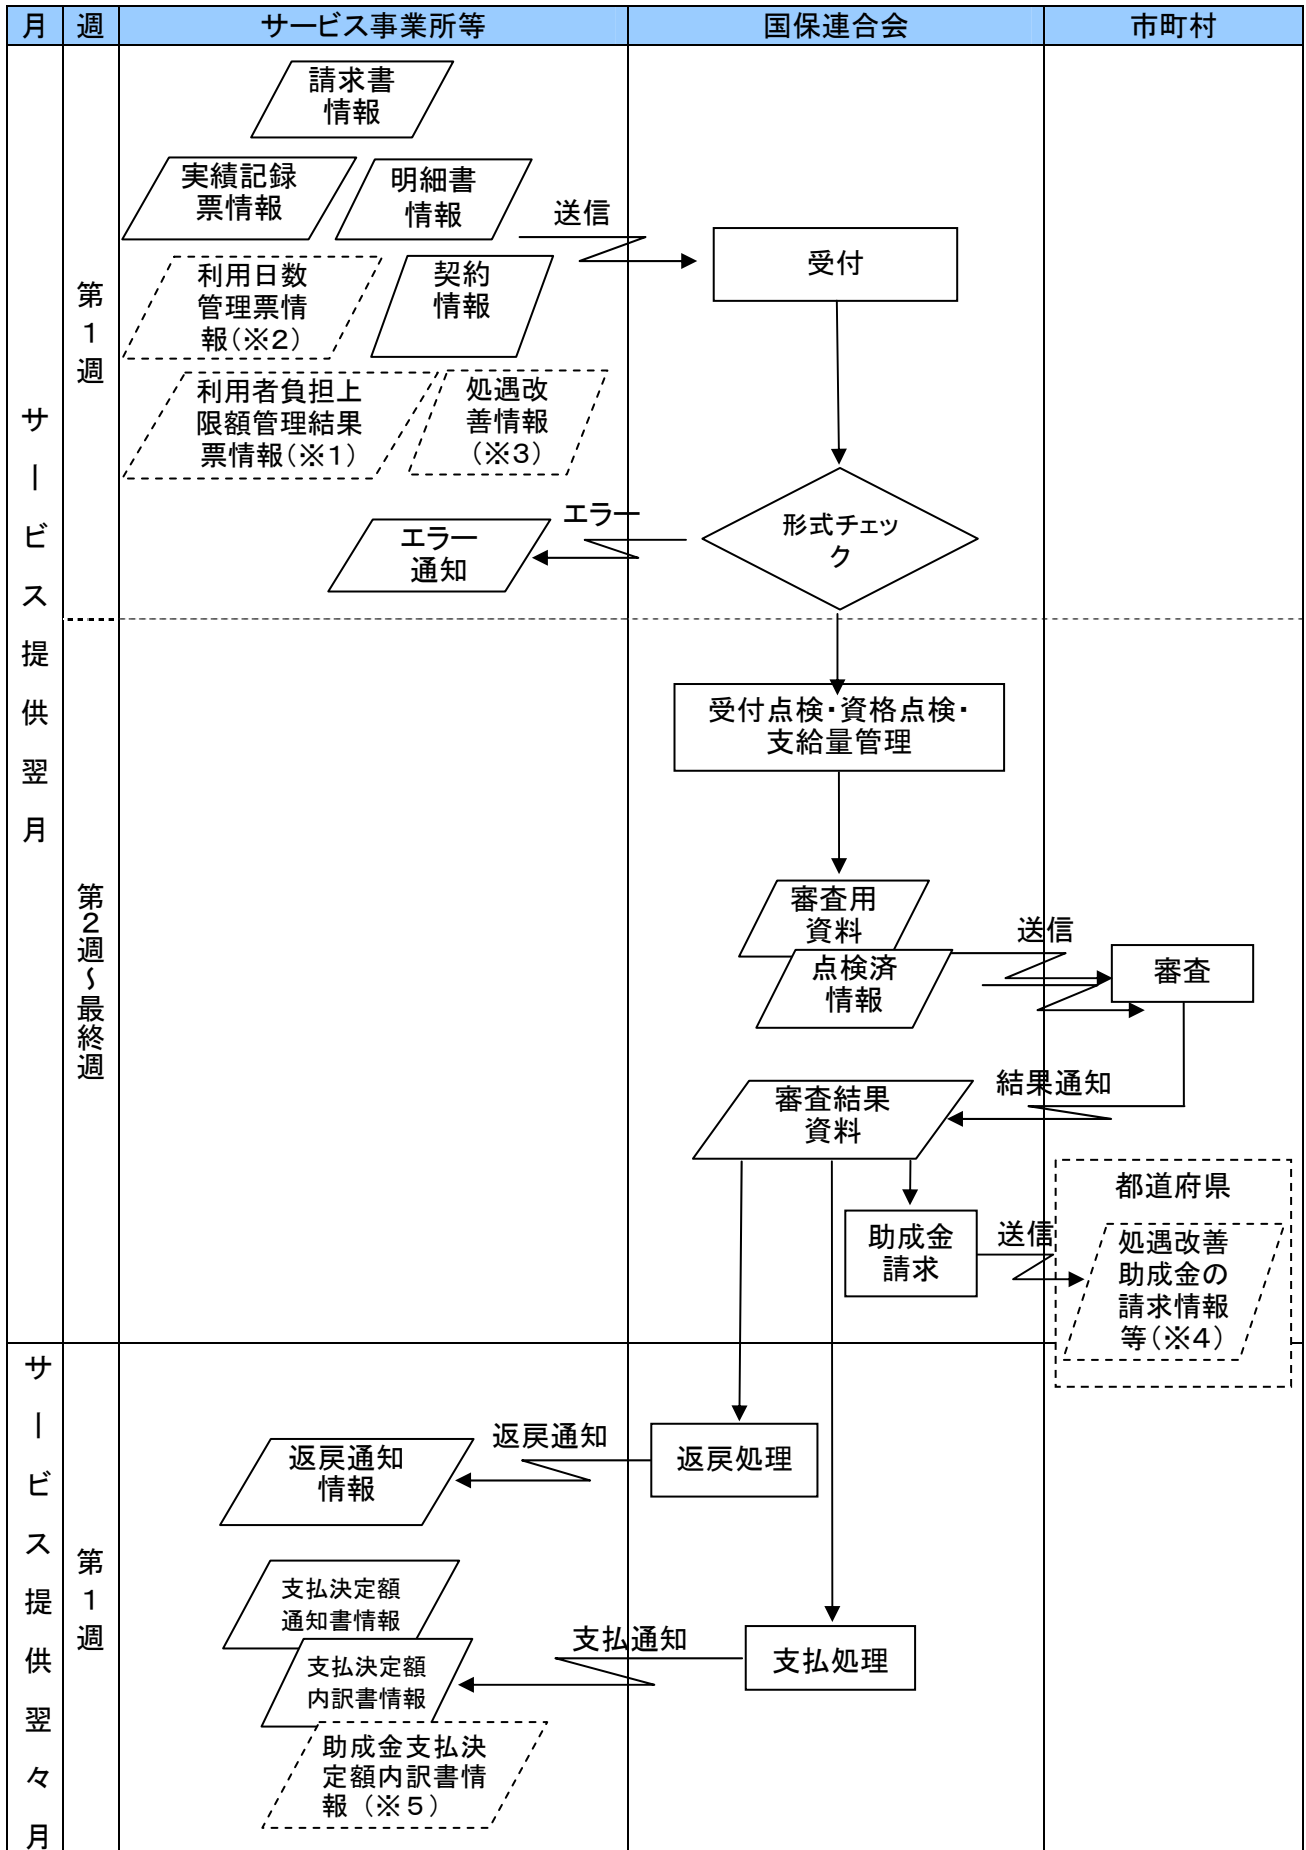 月 週 サービス事業所等 国保連合会 市町村
サービス提供翌月
第1週
請求書
情報
実績記録
票情報
明細書
情報
送信
受付
利用日数
管理票情
報(※2)
契約
情報
利用者負担上
限額管理結果
票情報(※1)
処遇改
善情報
(※3)
形式チェッ
ク
エラー
エラー
通知
第2週～最終週
受付点検・資格点検・
支給量管理
審査用
資料
点検済
情報
送信
審査
結果通知
審査結果
資料
助成金
請求
送信
都道府県
処遇改善
助成金の
請求情報
等(※4)
サービス提供翌々月
第1週
返戻処理
返戻通知
返戻通知
情報
支払処理
支払通知
支払決定額
通知書情報
支払決定額
内訳書情報
助成金支払決
定額内訳書情
報（※５）